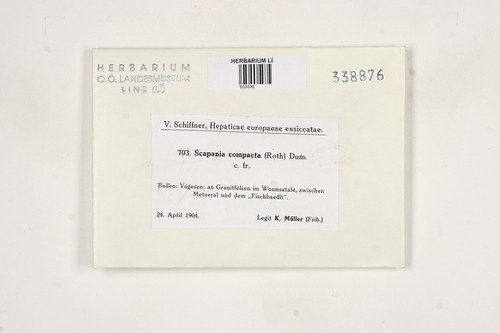 HERBARIUM
O.Ö. LANDESMUSEUM
LINZ
HERBARIUM LI
653336
338876
V. Schiffner, Hepaticae europaeae exsiccatae.
703. Scapania compacta (Roth) Dum.
c. fr.
Baden: Vogesen; an Granitfelsen im Wormsatale, zwischen
Metzeral und dem „Fischbaedli“.
24. April 1904.
Legit K. Müller (Frib.)